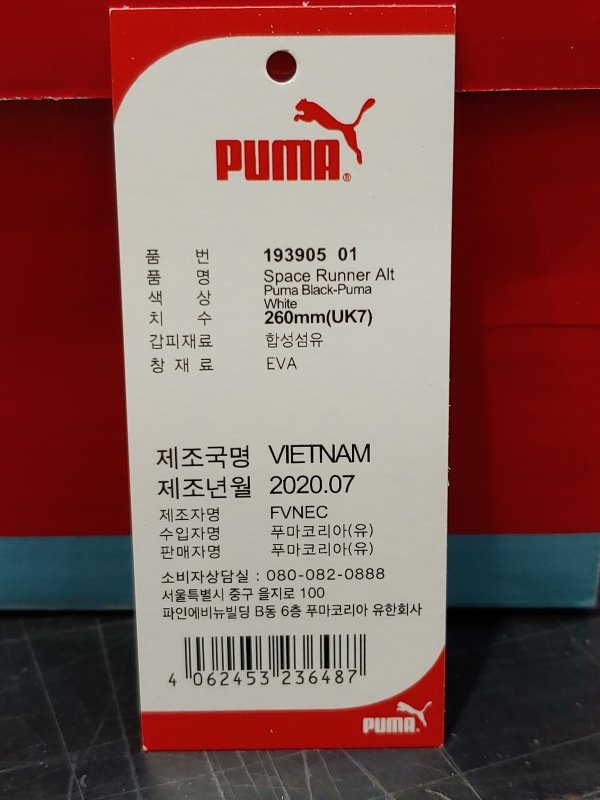 PUMA®
품 번 193905 01
품 명 Space Runner Alt
색 상 Puma Black-Puma
White
치 수 260mm(UK7)
갑피재료 합성섬유
창 재 료 EVA
제조국명 VIETNAM
제조년월 2020.07
제조자명 FVNEC
수입자명 푸마코리아(유)
판매자명 푸마코리아(유)
소비자상담실 : 080-082-0888
서울특별시 중구 을지로 100
파인에비뉴빌딩 B동 6층 푸마코리아 유한회사
4 062453 236487
PUMA